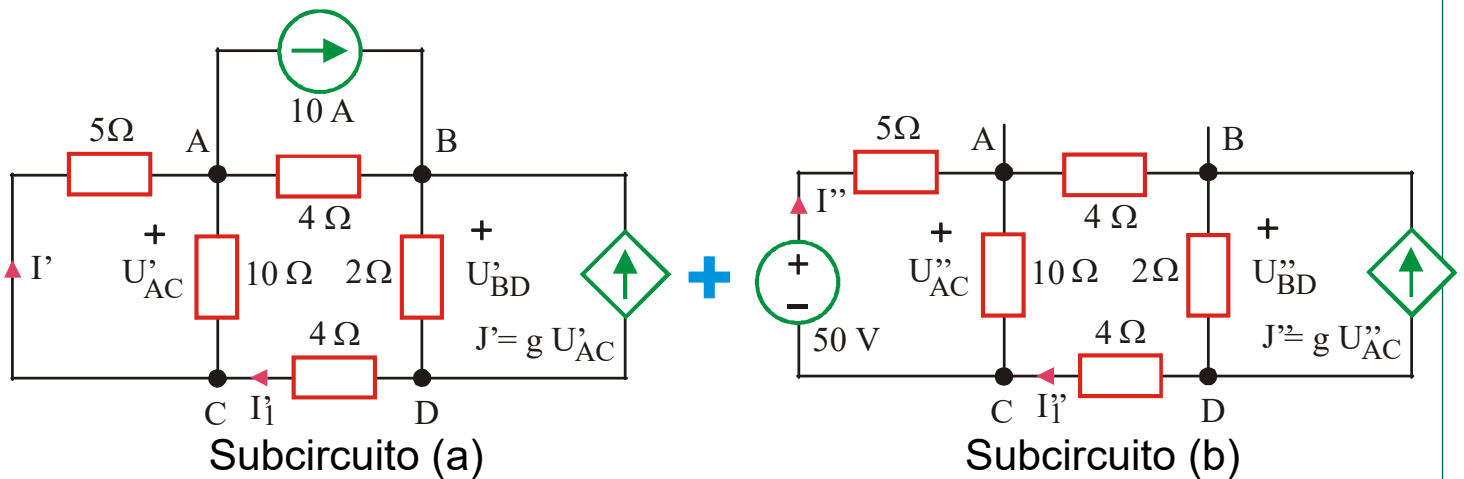 10 A
5Ω
A
B
4 Ω
I'
+
U'AC
10 Ω
2Ω
+
U'BD
4 Ω
J'= g U'AC
C
I'1
D
Subcircuito (a)
+
5Ω
A
B
I''
4 Ω
+
−
50 V
+
U''AC
10 Ω
2Ω
+
U''BD
4 Ω
J''= g U''AC
C
I''1
D
Subcircuito (b)